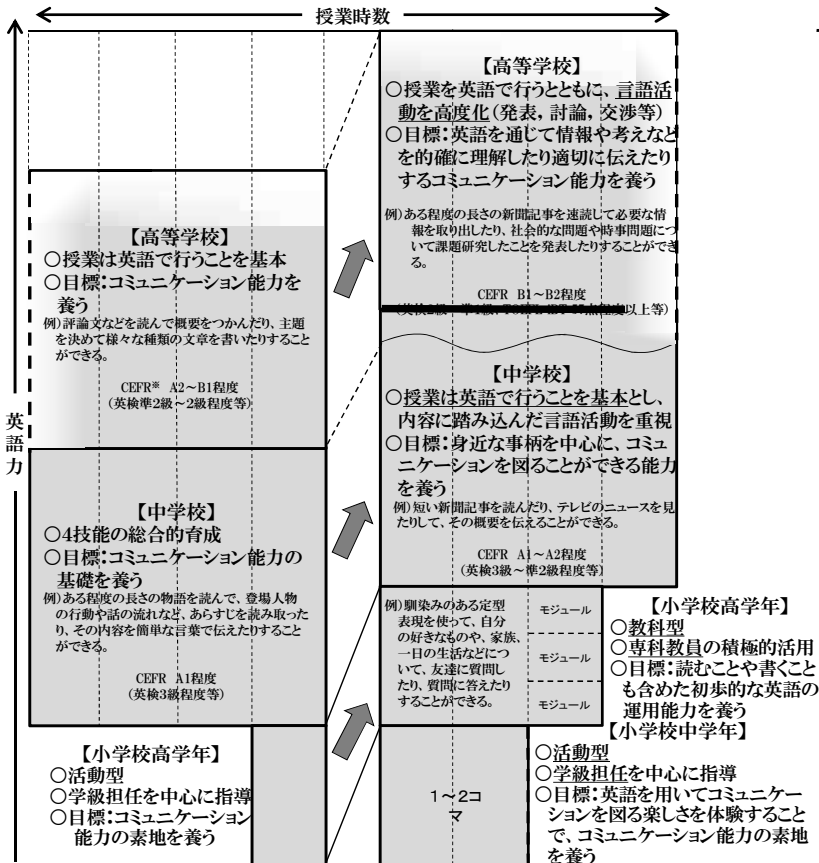 授業時数
英語力
【高等学校】
○授業は英語で行うことを基本
○目標：コミュニケーション能力を
養う
例）評論文などを読んで概要をつかんだり、主題
を決めて様々な種類の文章を書いたりすること
ができる。
CEFR※ A2～B1程度
（英検準2級～2級程度等）
【中学校】
○4技能の総合的育成
○目標：コミュニケーション能力の
基礎を養う
例）ある程度の長さの物語を読んで、登場人物
の行動や話の流れなど、あらすじを読み取った
り、その内容を簡単な言葉で伝えたりすること
ができる。
CEFR A1程度
（英検3級程度等）
【小学校高学年】
○活動型
○学級担任を中心に指導
○目標：コミュニケーション
能力の素地を養う
【高等学校】
○授業を英語で行うとともに、言語活
動を高度化（発表，討論，交渉等）
○目標：英語を通じて情報や考えなど
を的確に理解したり適切に伝えたり
するコミュニケーション能力を養う
例）ある程度の長さの新聞記事を速読して必要な情
報を取り出したり、社会的な問題や時事問題につ
いて課題研究したことを発表したりすることができ
る。
CEFR B1～B2程度
程度以上等）
【中学校】
○授業は英語で行うことを基本とし、
内容に踏み込んだ言語活動を重視
○目標：身近な事柄を中心に、コミュ
ニケーションを図ることができる能力
を養う
例）短い新聞記事を読んだり、テレビのニュースを見
たりして、その概要を伝えることができる。
CEFR A1～A2程度
（英検3級～準2級程度等）
例）馴染みのある定型
表現を使って、自分
の好きなものや、家族、
一日の生活などにつ
いて、友達に質問し
たり、質問に答えたり
することができる。
モジュール
モジュール
モジュール
【小学校高学年】
○教科型
○専科教員の積極的活用
○目標：読むことや書くこと
も含めた初歩的な英語の
運用能力を養う
1～2コ
マ
【小学校中学年】
○活動型
○学級担任を中心に指導
○目標：英語を用いてコミュニケー
ションを図る楽しさを体験すること
で、コミュニケーション能力の素地
を養う